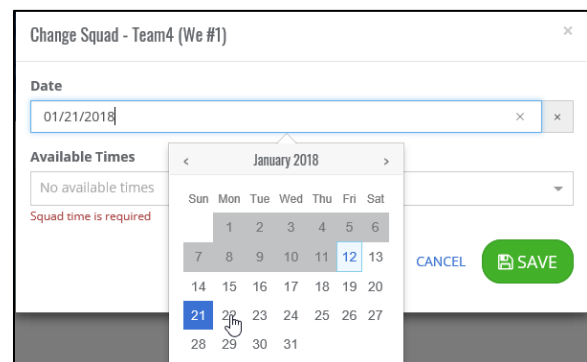 Change Squad - Team4 (We #1) ×
Date
01/21/2018 × ×
Available Times
No available times
Squad time is required
‹ January 2018 ›
Sun Mon Tue Wed Thu Fri Sat
1 2 3 4 5 6
7 8 9 10 11 12 13
14 15 16 17 18 19 20
21 22 23 24 25 26 27
28 29 30 31
CANCEL SAVE